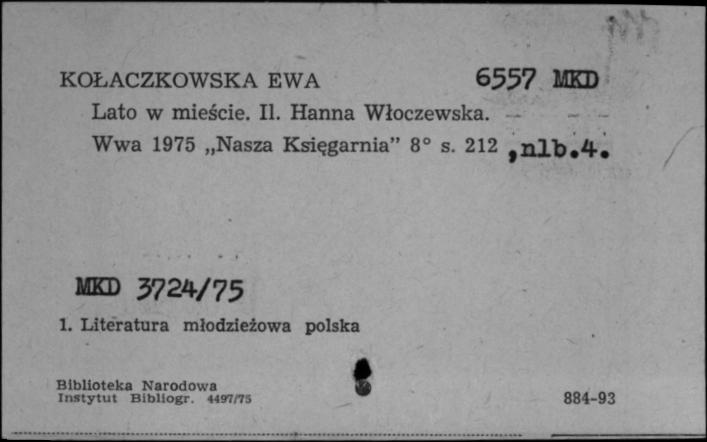 KOŁACZKOWSKA EWA 6557 MKD
Lato w mieście. Il. Hanna Włoczewska.
Wwa 1975 „Nasza Księgarnia” 8° s. 212 ,nlb.4.
MKD 3724/75
1. Literatura młodzieżowa polska
Biblioteka Narodowa
Instytut Bibliogr. 4497/75 884-93